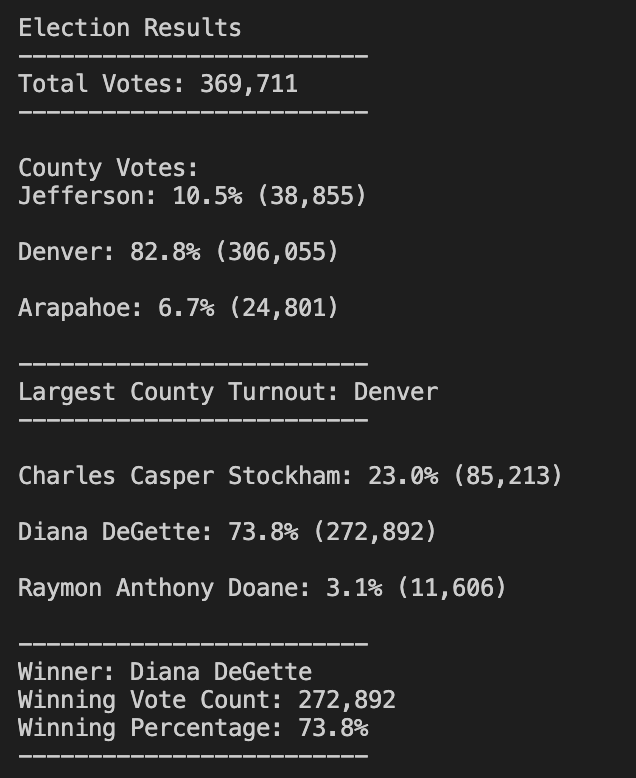 Election Results
-------------------------
Total Votes: 369,711
-------------------------
County Votes:
Jefferson: 10.5% (38,855)
Denver: 82.8% (306,055)
Arapahoe: 6.7% (24,801)
-------------------------
Largest County Turnout: Denver
-------------------------
Charles Casper Stockham: 23.0% (85,213)
Diana DeGette: 73.8% (272,892)
Raymon Anthony Doane: 3.1% (11,606)
-------------------------
Winner: Diana DeGette
Winning Vote Count: 272,892
Winning Percentage: 73.8%
-------------------------